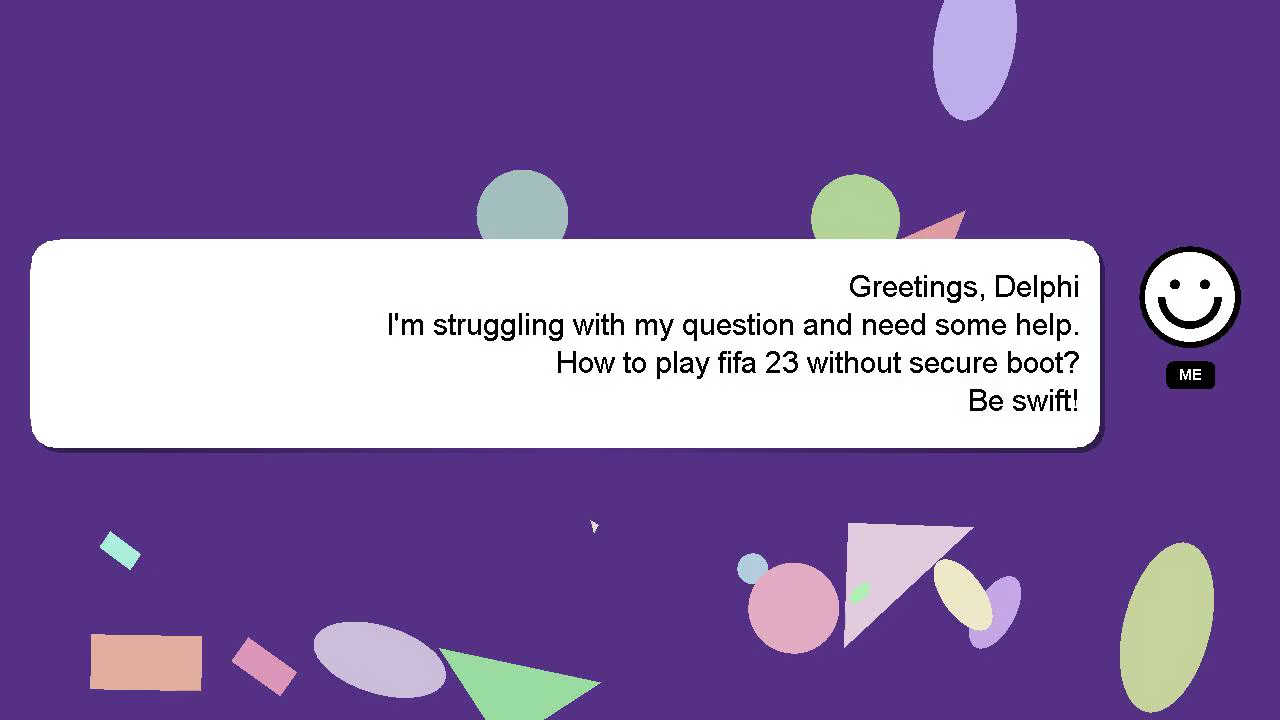 Greetings, Delphi
I'm struggling with my question and need some help.
How to play fifa 23 without secure boot?
Be swift!
ME